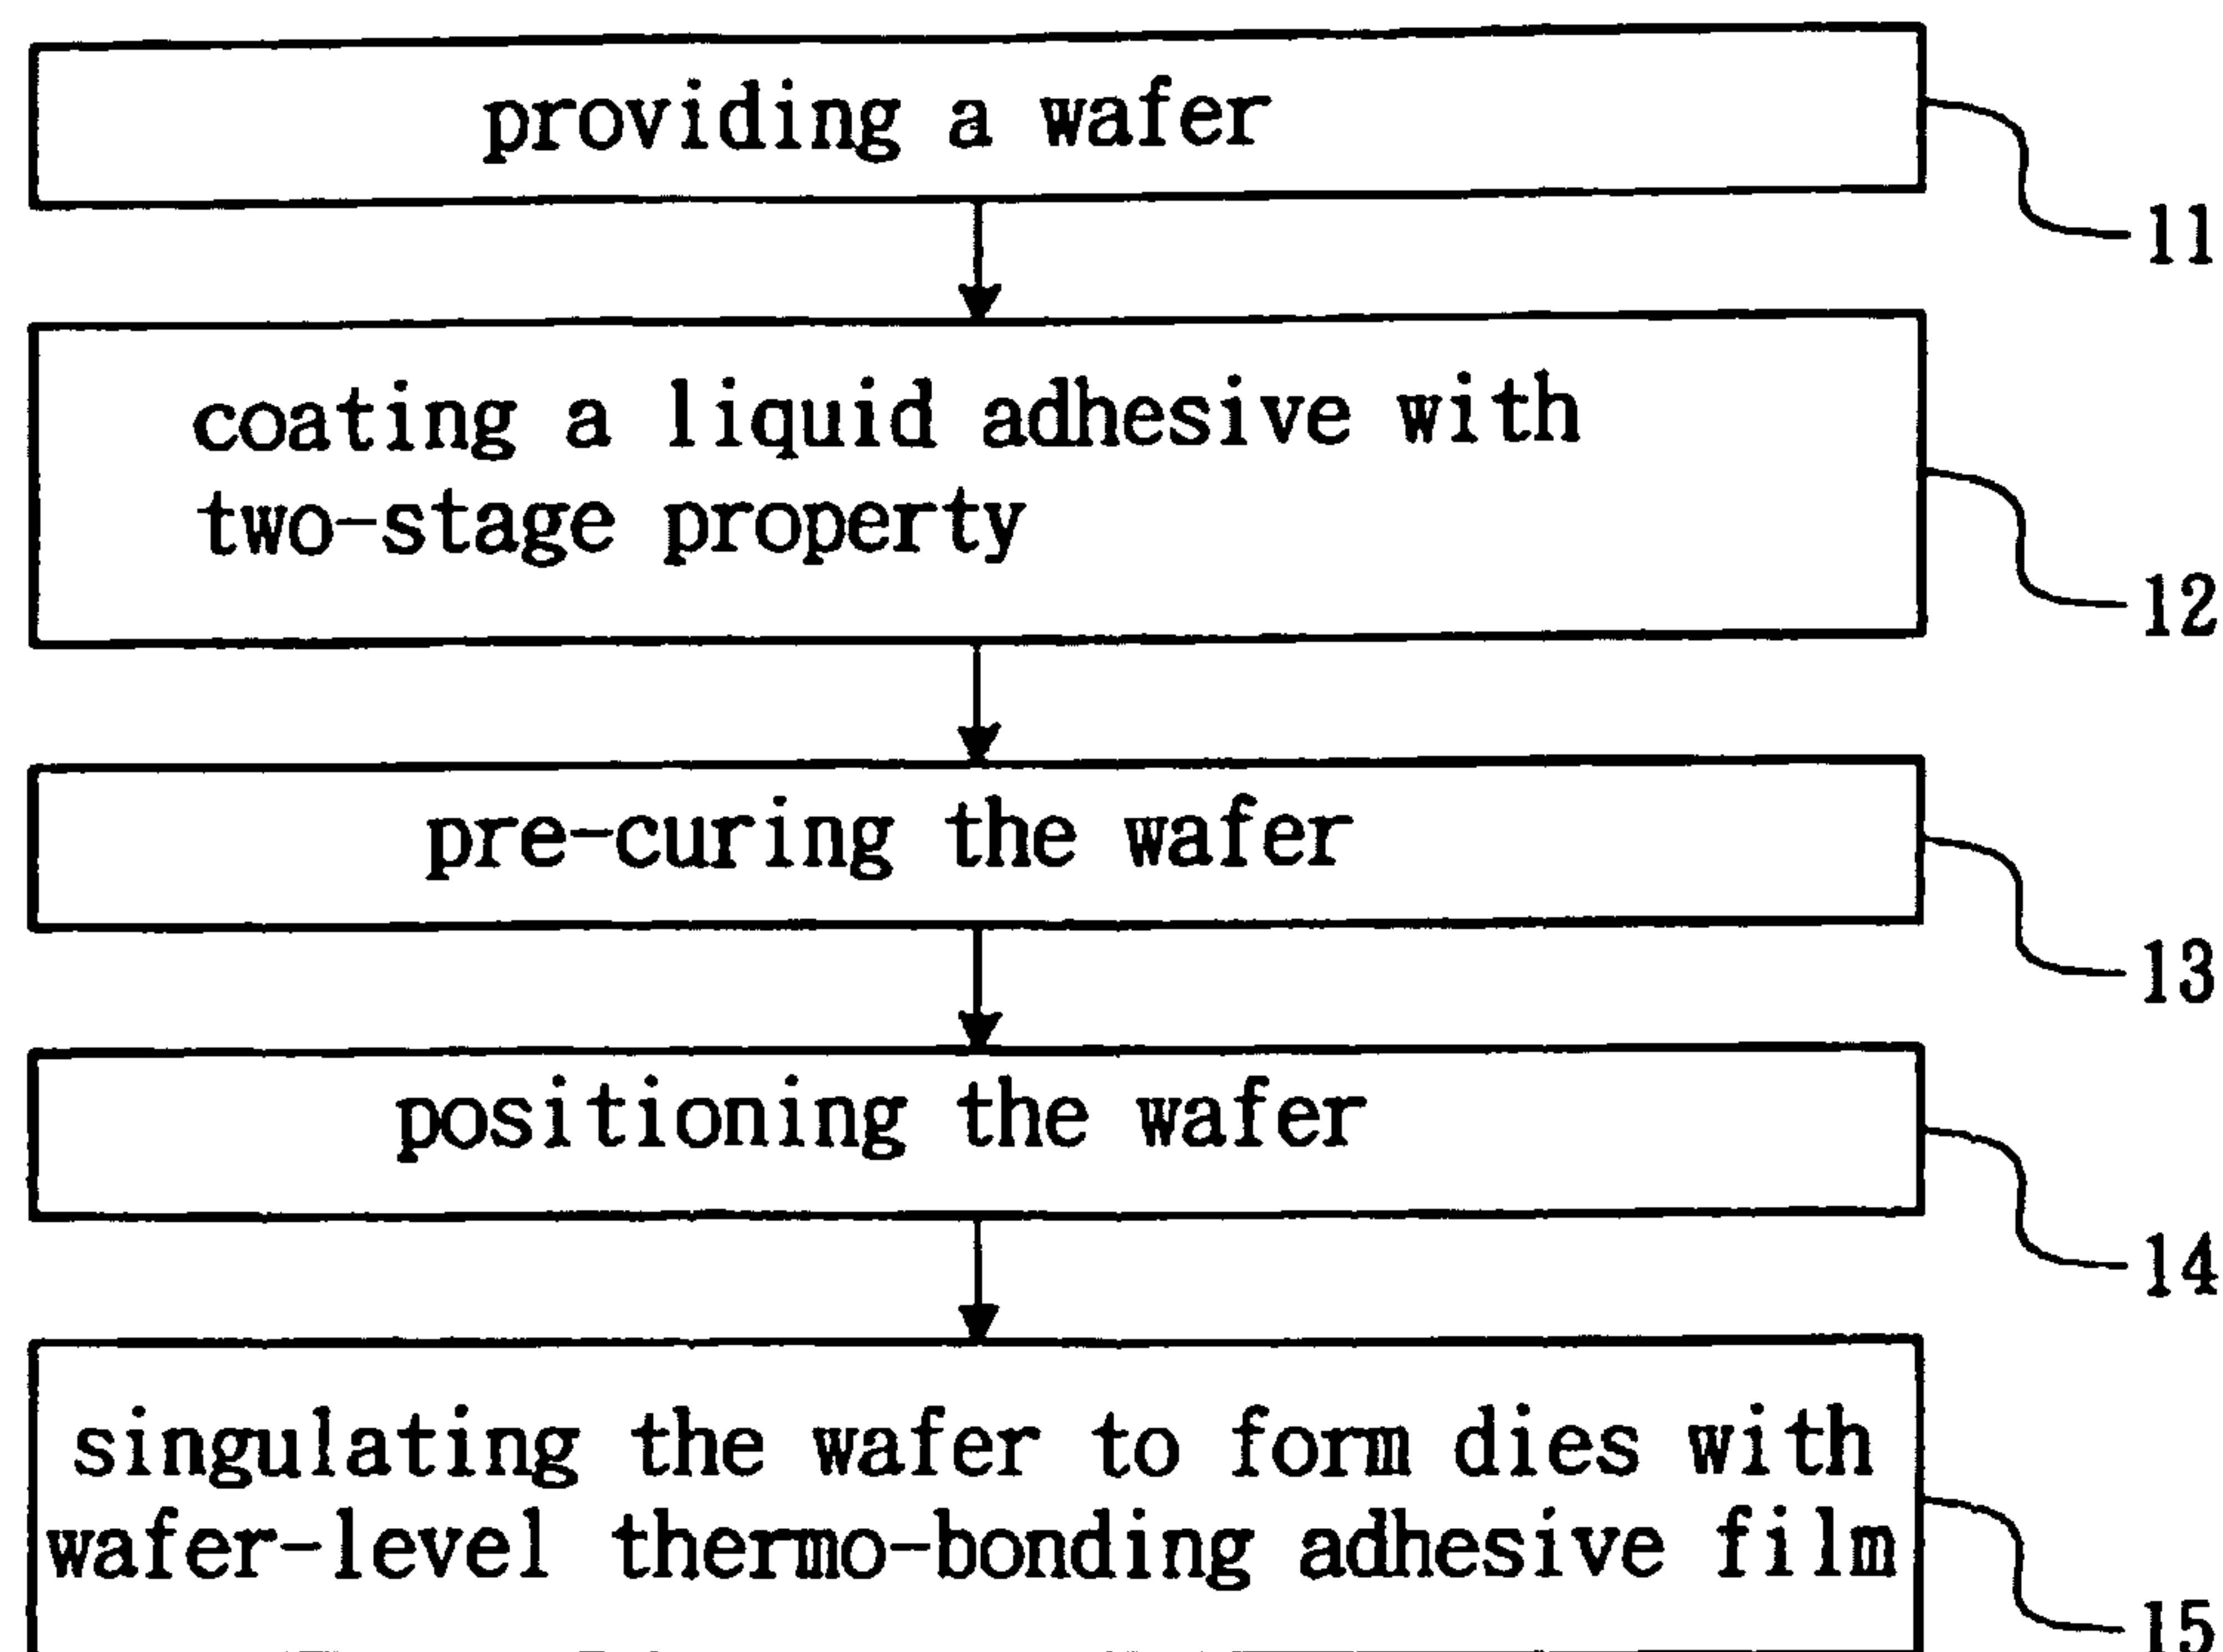 providing a wafer
11
coating a liquid adhesive with
two-stage property
12
pre-curing the wafer
13
positioning the wafer
14
singulating the wafer to form dies with
wafer-level thermo-bonding adhesive film
15